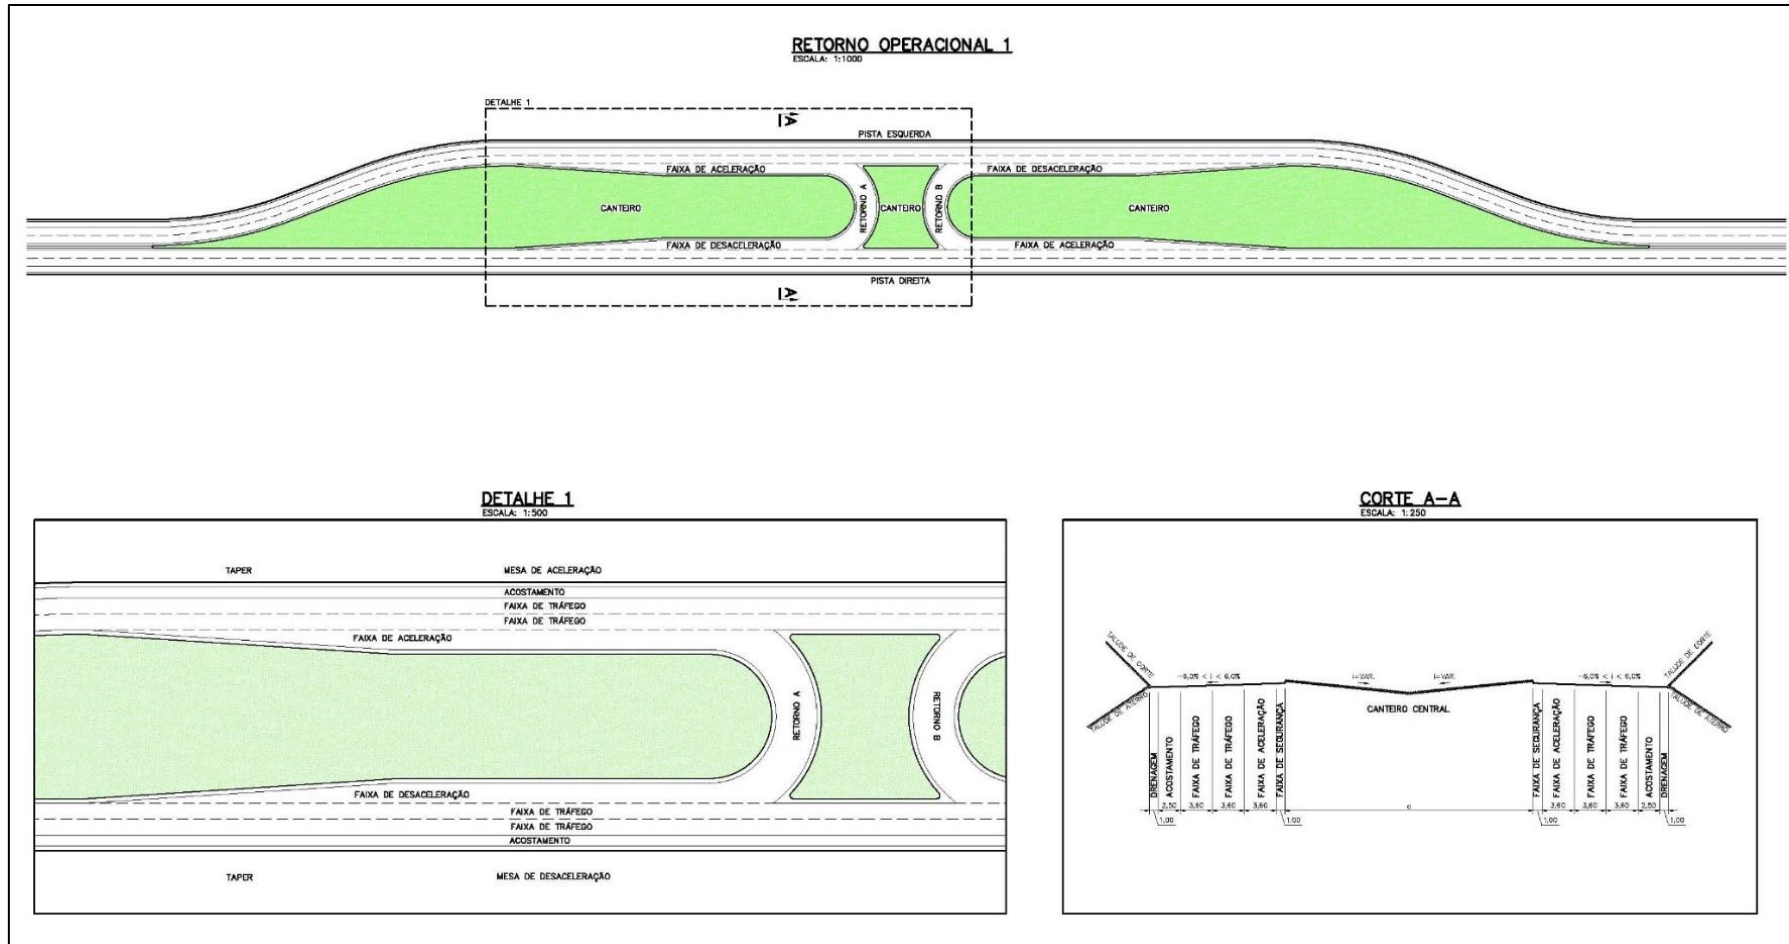 RETORNO OPERACIONAL 1
ESCALA: 1:1000
DETALHE 1
A
PISTA ESQUERDA
FAIXA DE ACELERAÇÃO
FAIXA DE DESACELERAÇÃO
CANTEIRO
RETORNO A
CANTEIRO
RETORNO B
CANTEIRO
FAIXA DE DESACELERAÇÃO
FAIXA DE ACELERAÇÃO
PISTA DIREITA
A
DETALHE 1
ESCALA: 1:500
TAPER
MESA DE ACELERAÇÃO
ACOSTAMENTO
FAIXA DE TRÁFEGO
FAIXA DE TRÁFEGO
FAIXA DE ACELERAÇÃO
RETORNO A
RETORNO B
FAIXA DE DESACELERAÇÃO
FAIXA DE TRÁFEGO
FAIXA DE TRÁFEGO
ACOSTAMENTO
TAPER
MESA DE DESACELERAÇÃO
CORTE A-A
ESCALA: 1:250
TALUDE DE CORTE
TALUDE DE CORTE
-6,0% < i < 6,0%
i=VAR.
i=VAR.
-6,0% < i < 6,0%
TALUDE DE ATERRO
TALUDE DE ATERRO
CANTEIRO CENTRAL
DRENAGEM
ACOSTAMENTO
FAIXA DE TRÁFEGO
FAIXA DE TRÁFEGO
FAIXA DE ACELERAÇÃO
FAIXA DE SEGURANÇA
FAIXA DE SEGURANÇA
FAIXA DE ACELERAÇÃO
FAIXA DE TRÁFEGO
FAIXA DE TRÁFEGO
ACOSTAMENTO
DRENAGEM
2,50 3,60 3,60 3,60 3,60 3,60 3,60 2,50
1,00 1,00 1,00 1,00